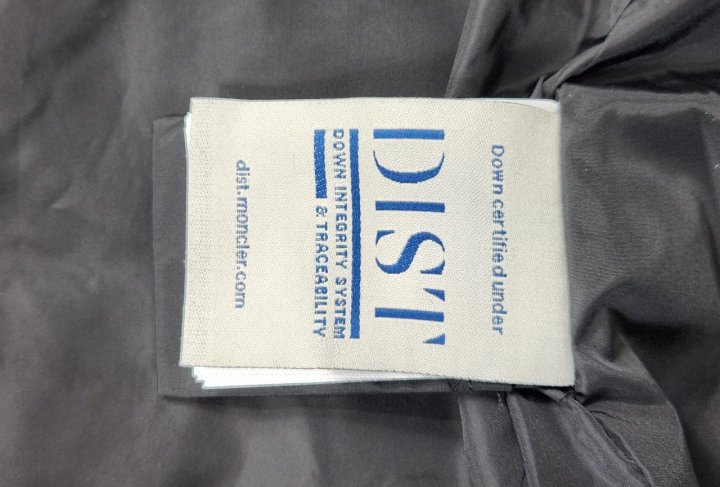 Down certified under
DIST
DOWN INTEGRITY SYSTEM
& TRACEABILITY
dist.moncler.com